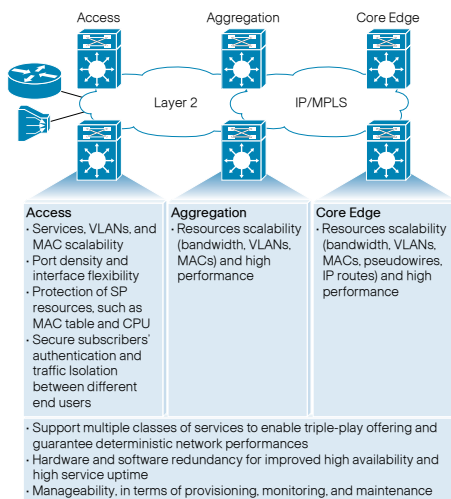 Access
Aggregation
Core Edge
Layer 2
IP/MPLS
Access
· Services, VLANs, and
MAC scalability
· Port density and
interface flexibility
· Protection of SP
resources, such as
MAC table and CPU
· Secure subscribers’
authentication and
traffic Isolation
between different
end users
Aggregation
· Resources scalability
(bandwidth, VLANs,
MACs) and high
performance
Core Edge
· Resources scalability
(bandwidth, VLANs,
MACs, pseudowires,
IP routes) and high
performance
· Support multiple classes of services to enable triple-play offering and
guarantee deterministic network performances
· Hardware and software redundancy for improved high availability and
high service uptime
· Manageability, in terms of provisioning, monitoring, and maintenance